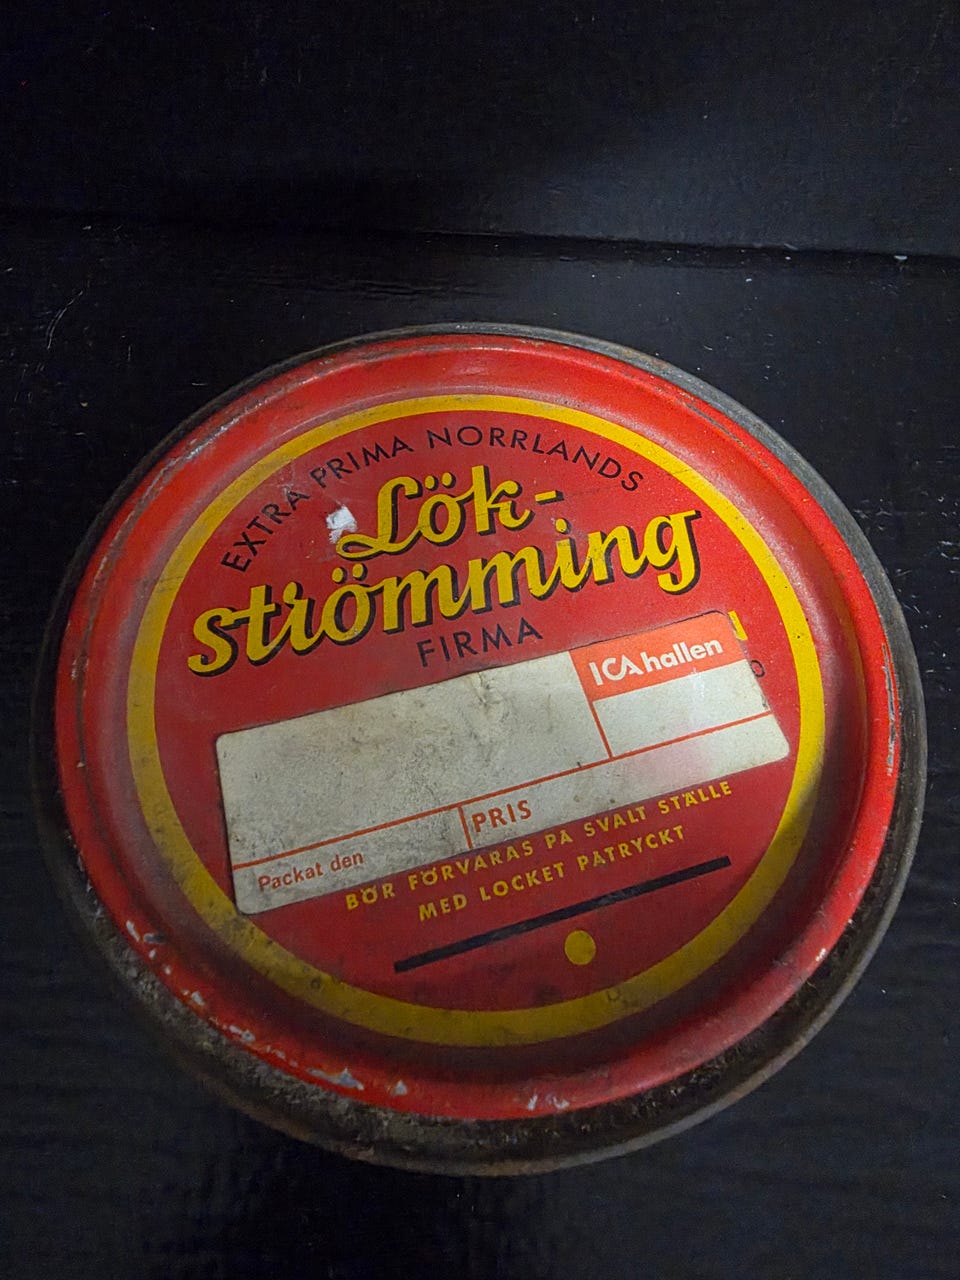 EXTRA PRIMA NORRLANDS
Lök-
strömming
FIRMA
ICA hallen
PRIS
Packat den
BÖR FÖRVARAS PÅ SVALT STÄLLE
MED LOCKET PÅTRYCKT